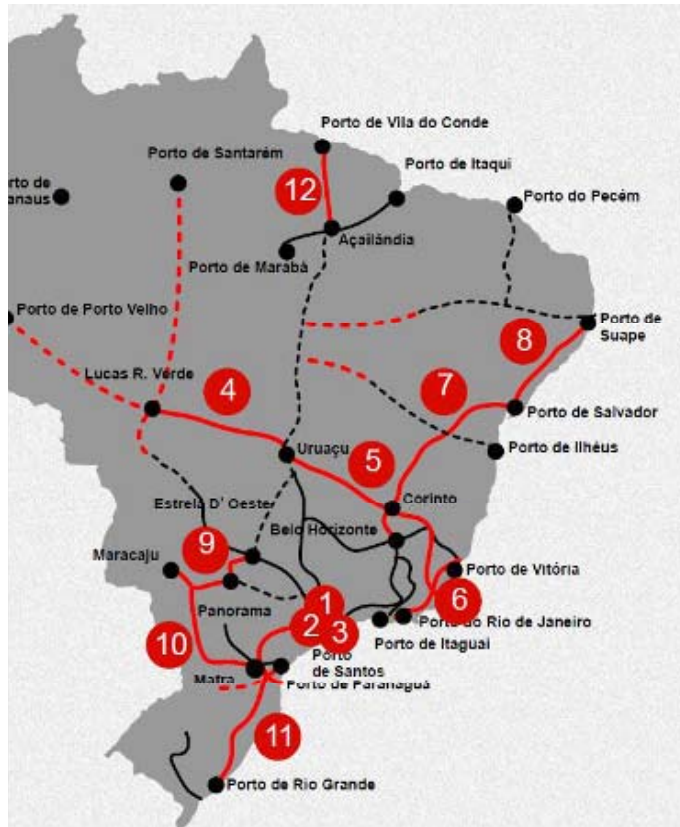 Porto de Vila do Conde
Porto de Santarém
Porto de Itaqui
12
Porto do Pecém
Açailândia
Porto de Marabá
Porto de Porto Velho
Porto de
Suape
8
Lucas R. Verde
4
7
Porto de Salvador
Uruaçu
5
Porto de Ilhéus
Corinto
Estrela D' Oeste
Belo Horizonte
9
Maracaju
Porto de Vitória
Panorama
1
6
2
3
Porto do Rio de Janeiro
10
Porto de Itaguaí
Porto
de Santos
Mafra
Porto de Paranaguá
11
Porto de Rio Grande